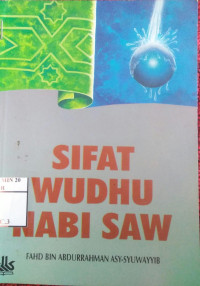 SIFAT
WUDHU
NABI SAW
FAHD BIN ABDURRAHMAN ASY-SYUWAYYIB